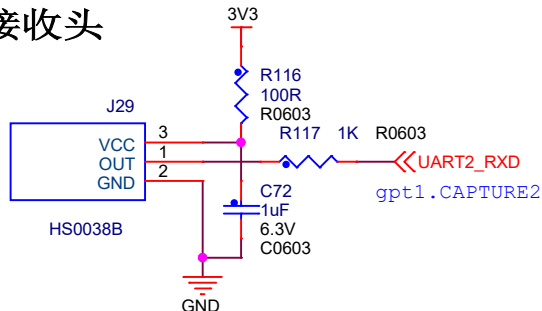 接收头
3V3
R116
100R
R0603
J29
R117 1K R0603
VCC 3
OUT 1
GND 2
UART2_RXD
gpt1.CAPTURE2
C72
1uF
6.3V
C0603
HS0038B
GND